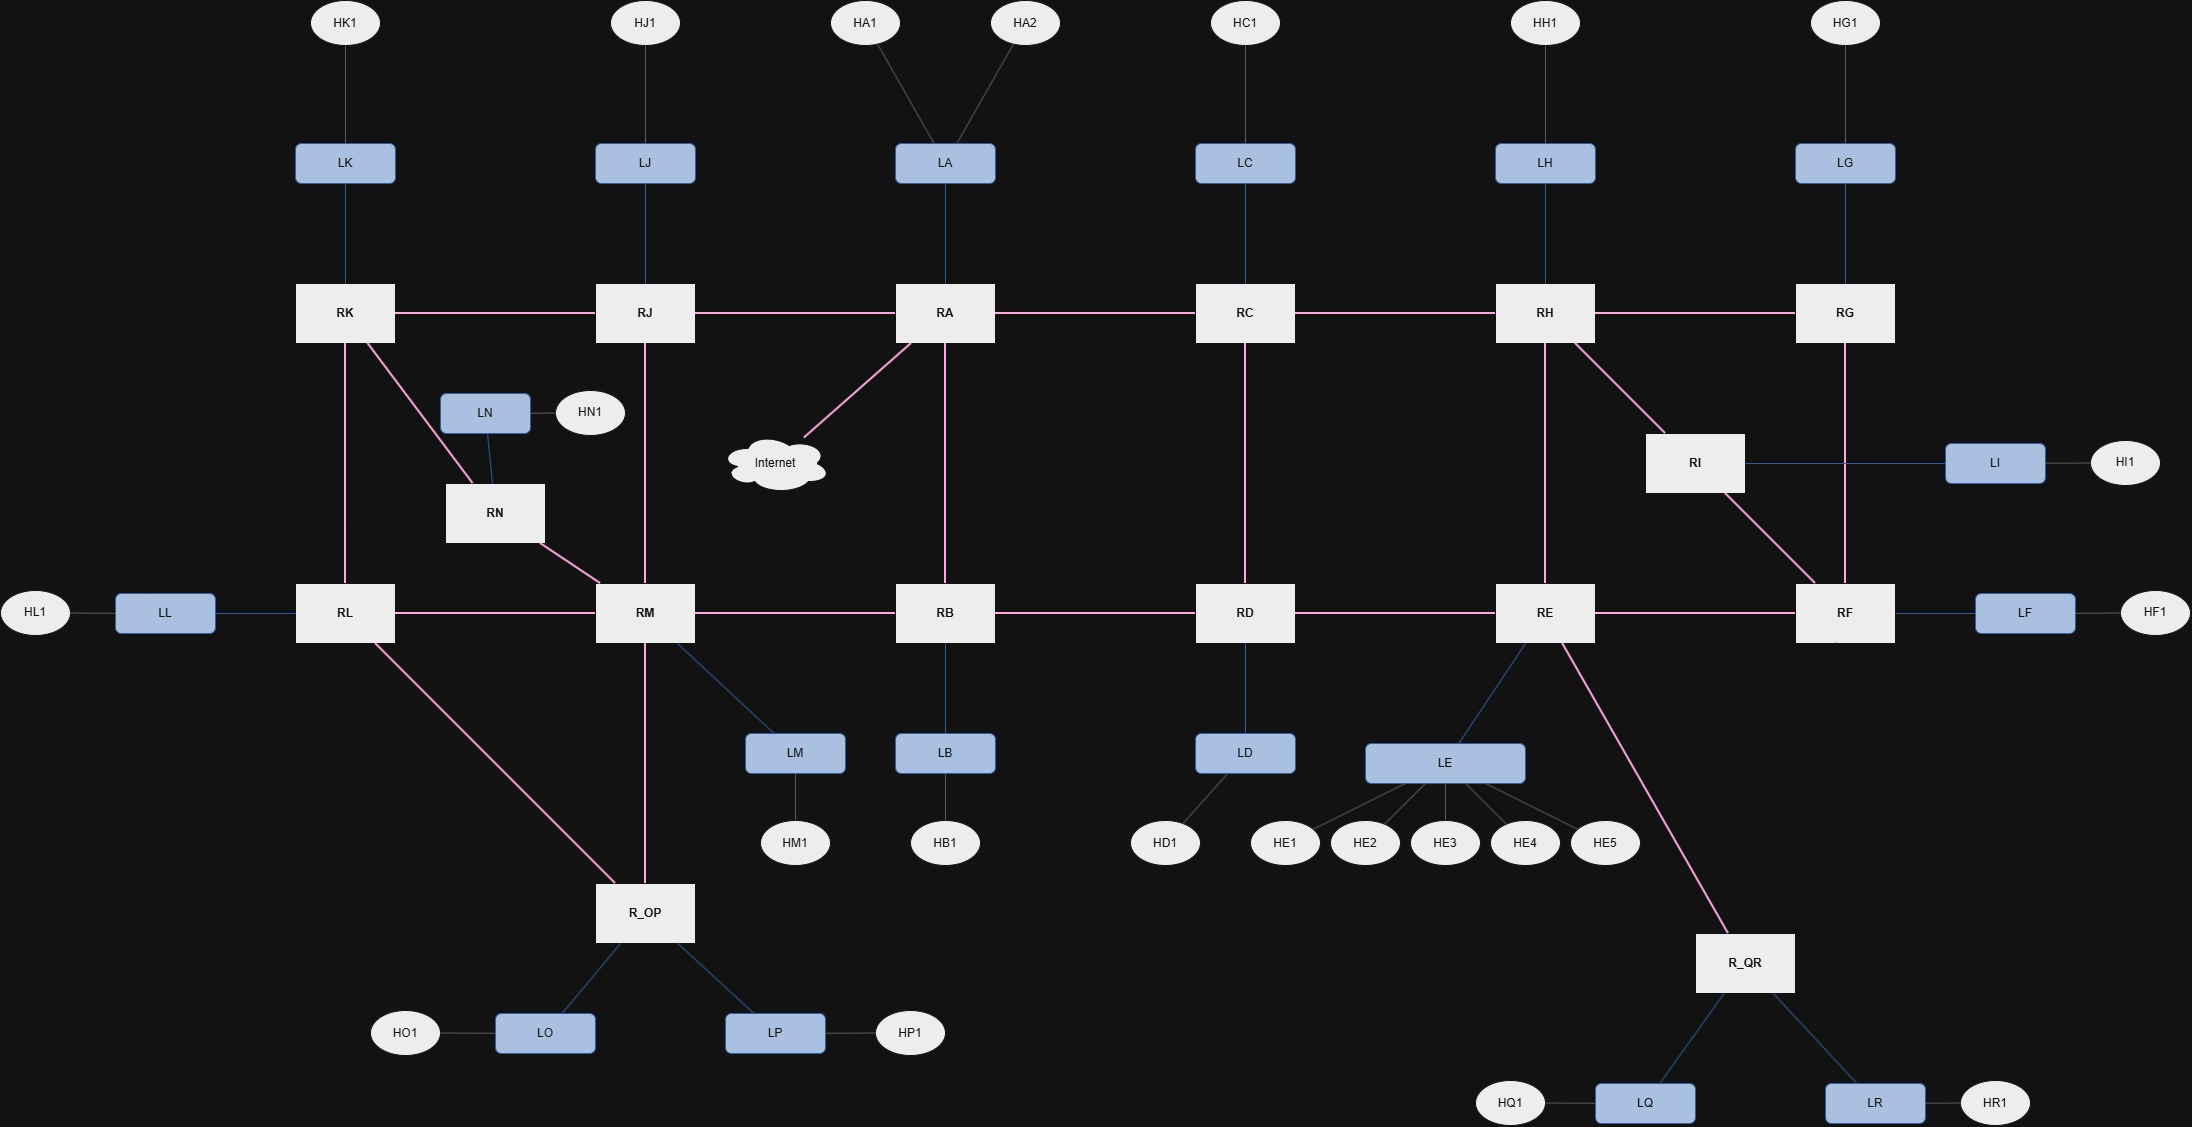 HK1
HJ1
HA1
HA2
HC1
HH1
HG1
LK
LJ
LA
LC
LH
LG
RK
RJ
RA
RC
RH
RG
LN
HN1
Internet
RI
LI
HI1
RN
HL1
LL
RL
RM
RB
RD
RE
RF
LF
HF1
LM
LB
LD
LE
HM1
HB1
HD1
HE1
HE2
HE3
HE4
HE5
R_OP
R_QR
HO1
LO
LP
HP1
HQ1
LQ
LR
HR1